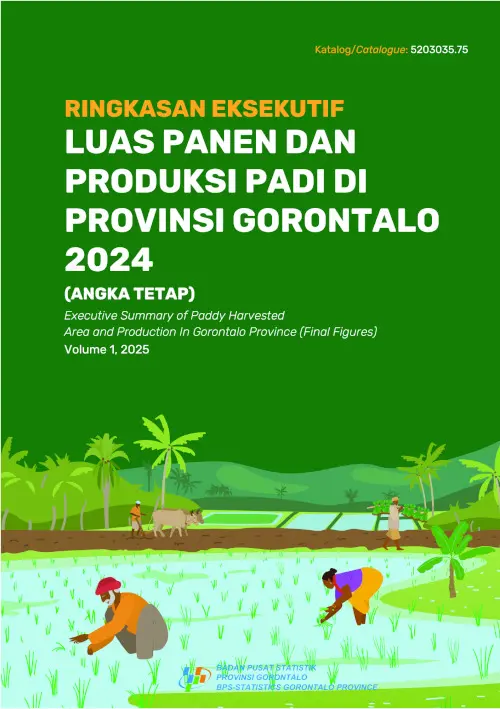 Katalog/Catalogue: 5203035.75
RINGKASAN EKSEKUTIF
LUAS PANEN DAN
PRODUKSI PADI DI
PROVINSI GORONTALO
2024
(ANGKA TETAP)
Executive Summary of Paddy Harvested
Area and Production In Gorontalo Province (Final Figures)
Volume 1, 2025
BADAN PUSAT STATISTIK
PROVINSI GORONTALO
BPS-STATISTICS GORONTALO PROVINCE